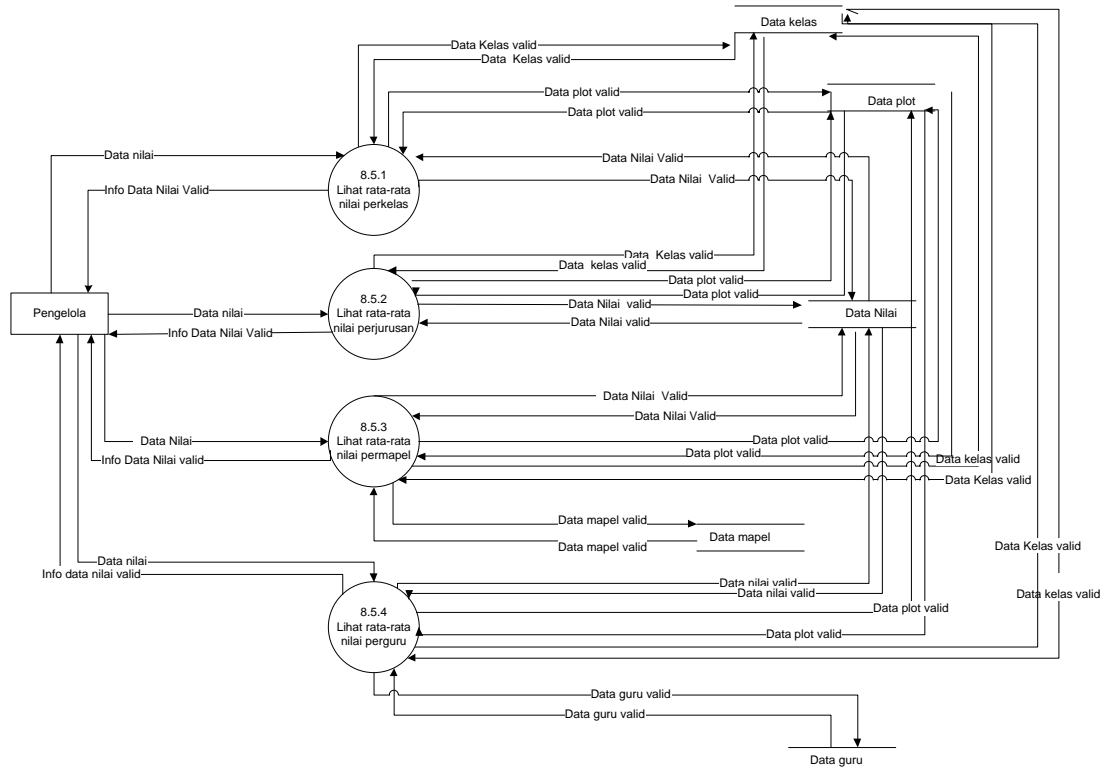 Data kelas
Data Kelas valid
Data Kelas valid
Data plot valid
Data plot
Data plot valid
Data nilai
Data Nilai Valid
8.5.1
Lihat rata-rata
nilai perkelas
Data Nilai Valid
Info Data Nilai Valid
Data Kelas valid
Data kelas valid
Data plot valid
Data plot valid
8.5.2
Lihat rata-rata
nilai perjurusan
Data Nilai valid
Pengelola
Data nilai
Data Nilai
Data Nilai valid
Info Data Nilai Valid
Data Nilai Valid
8.5.3
Lihat rata-rata
nilai permapel
Data Nilai Valid
Data Nilai
Data plot valid
Data plot valid
Info Data Nilai valid
Data kelas valid
Data Kelas valid
Data mapel valid
Data mapel
Data mapel valid
Data Kelas valid
Data nilai
Info data nilai valid
Data nilai valid
Data nilai valid
Data kelas valid
8.5.4
Lihat rata-rata
nilai perguru
Data plot valid
Data plot valid
Data guru valid
Data guru valid
Data guru